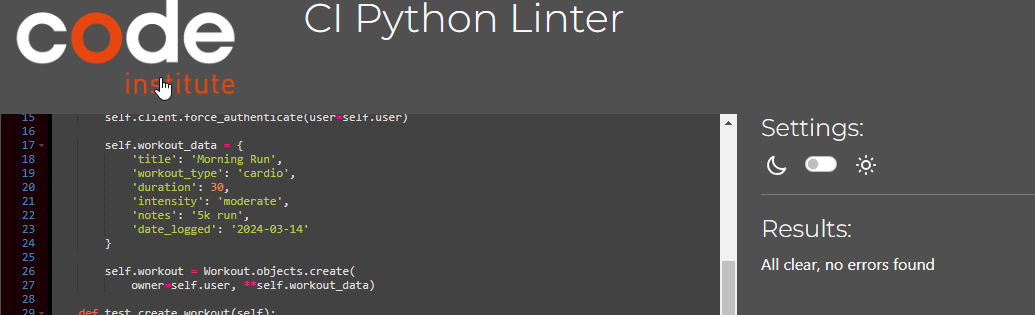 code
institute
CI Python Linter
15 self.client.force_authenticate(user=self.user)
16
17 self.workout_data = {
18 'title': 'Morning Run',
19 'workout_type': 'cardio',
20 'duration': 30,
21 'intensity': 'moderate',
22 'notes': '5k run',
23 'date_logged': '2024-03-14'
24 }
25
26 self.workout = Workout.objects.create(
27 owner=self.user, **self.workout_data)
28
29 def test_create_workout(self):
Settings:
Results:
All clear, no errors found